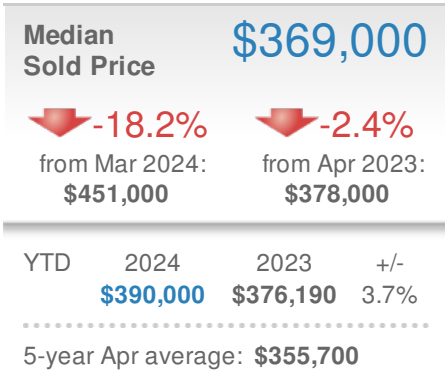 Median $369,000
Sold Price
-18.2% -2.4%
from Mar 2024: from Apr 2023:
$451,000 $378,000
YTD 2024 2023 +/-
$390,000 $376,190 3.7%
5-year Apr average: $355,700